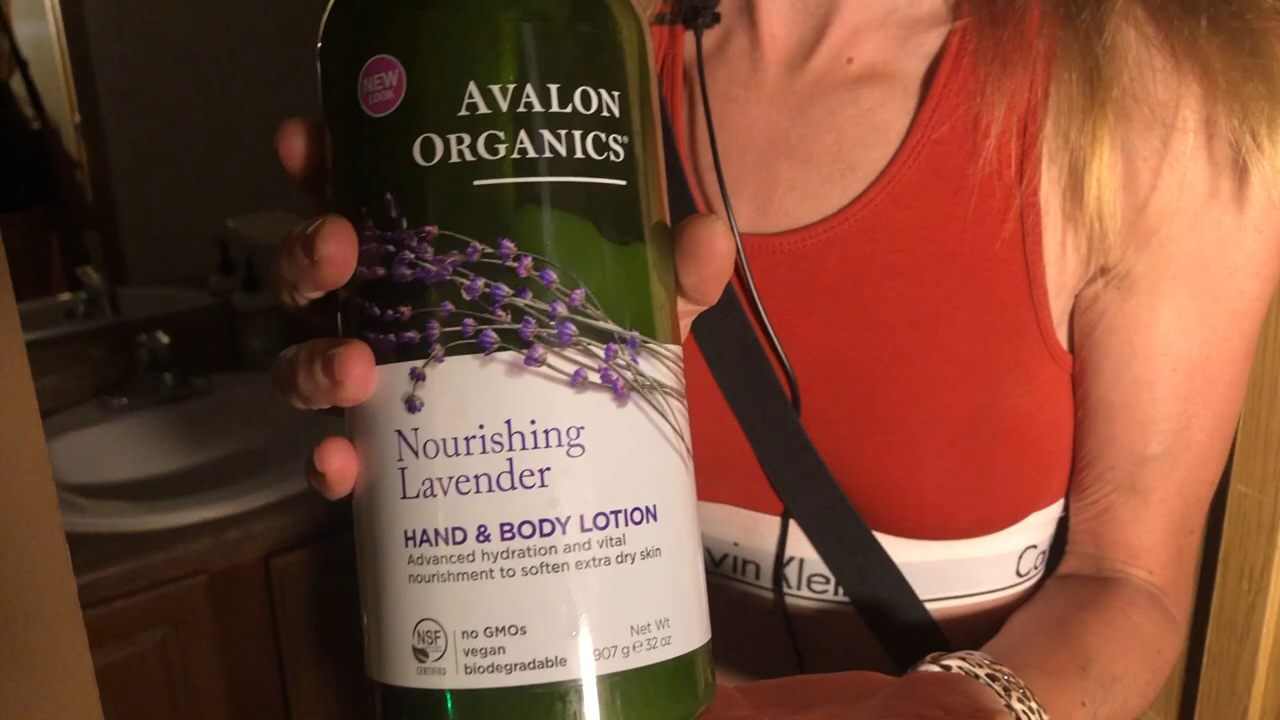 NEW
LOOK
AVALON
ORGANICS®
Nourishing
Lavender
HAND & BODY LOTION
Advanced hydration and vital
nourishment to soften extra dry skin
NSF
CERTIFIED
no GMOs
vegan
biodegradable
Net Wt
907 g e 32 oz
vin Klei
Ca